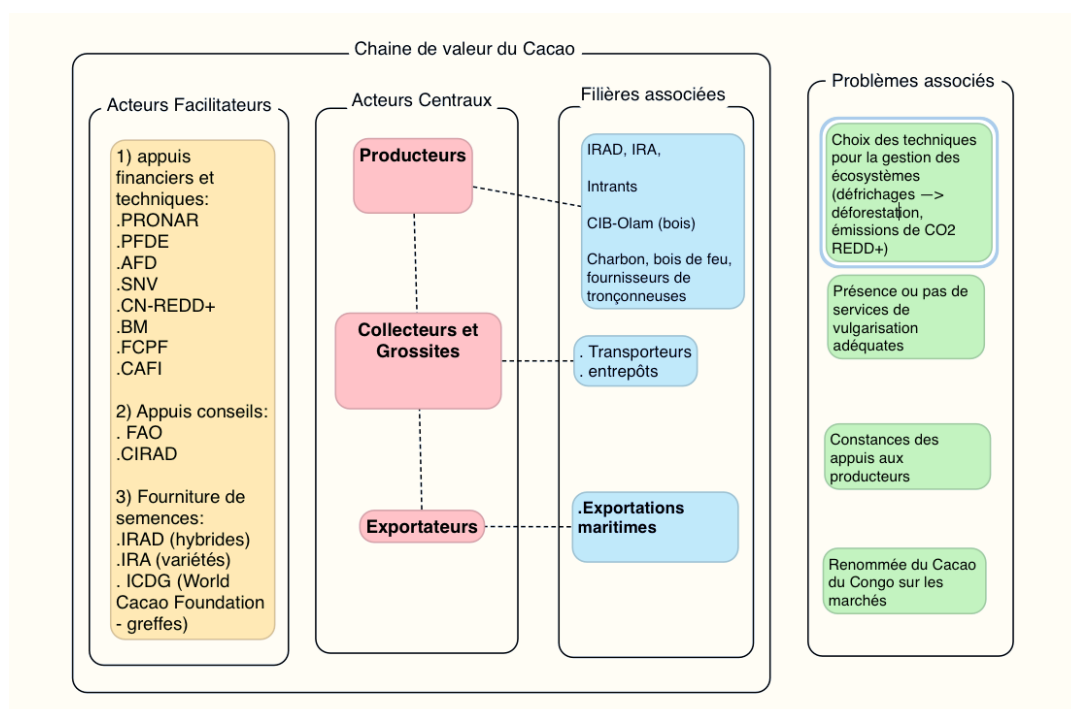 Chaine de valeur du Cacao
Acteurs Facilitateurs
1) appuis
financiers et
techniques:
.PRONAR
.PFDE
.AFD
.SNV
.CN-REDD+
.BM
.FCPF
.CAFI
2) Appuis conseils:
. FAO
.CIRAD
3) Fourniture de
semences:
.IRAD (hybrides)
.IRA (variétés)
. ICDG (World
Cacao Foundation
- greffes)
Acteurs Centraux
Producteurs
Collecteurs et
Grossites
Exportateurs
Filières associées
IRAD, IRA,
Intrants
CIB-Olam (bois)
Charbon, bois de feu,
fournisseurs de
tronçonneuses
. Transporteurs
. entrepôts
.Exportations
maritimes
Problèmes associés
Choix des techniques
pour la gestion des
écosystèmes
(défrichages —>
déforestation,
émissions de CO2
REDD+)
Présence ou pas de
services de
vulgarisation
adéquates
Constances des
appuis aux
producteurs
Renommée du Cacao
du Congo sur les
marchés